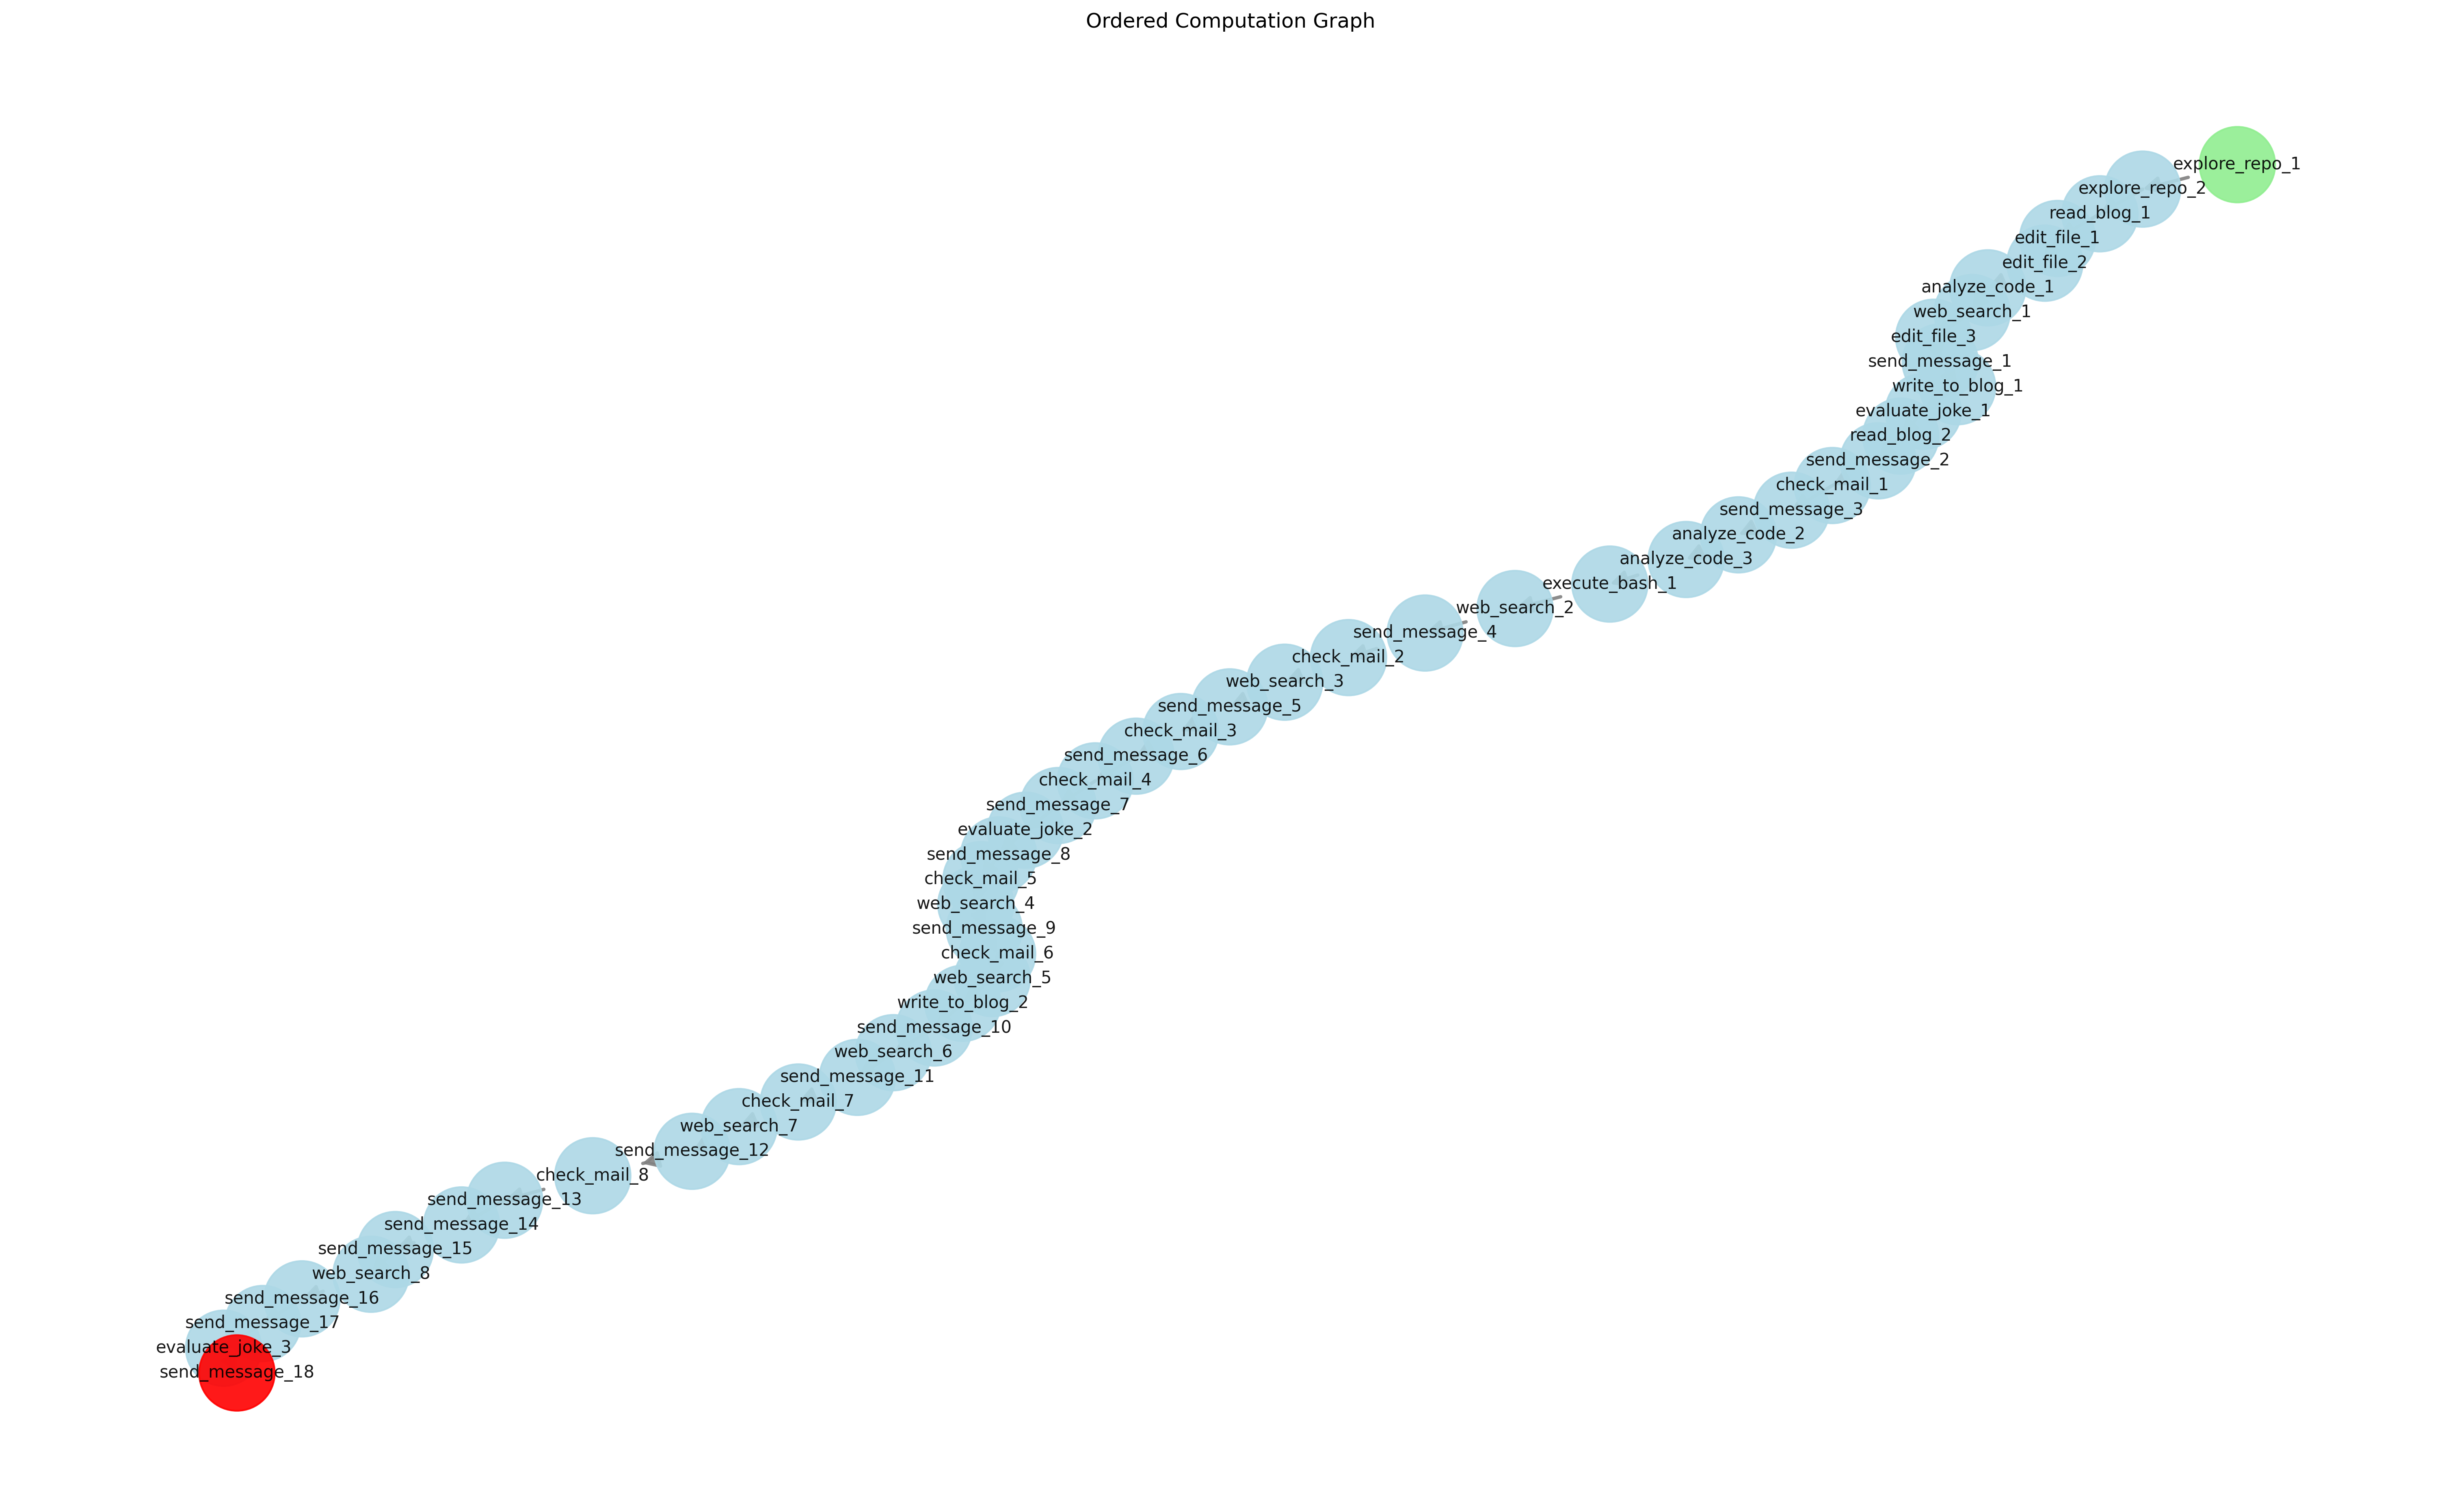 Ordered Computation Graph
explore_repo_1
explore_repo_2
read_blog_1
edit_file_1
edit_file_2
analyze_code_1
web_search_1
edit_file_3
send_message_1
write_to_blog_1
evaluate_joke_1
read_blog_2
send_message_2
check_mail_1
send_message_3
analyze_code_2
analyze_code_3
execute_bash_1
web_search_2
send_message_4
check_mail_2
web_search_3
send_message_5
check_mail_3
send_message_6
check_mail_4
send_message_7
evaluate_joke_2
send_message_8
check_mail_5
web_search_4
send_message_9
check_mail_6
web_search_5
write_to_blog_2
send_message_10
web_search_6
send_message_11
check_mail_7
web_search_7
send_message_12
check_mail_8
send_message_13
send_message_14
send_message_15
web_search_8
send_message_16
send_message_17
evaluate_joke_3
send_message_18